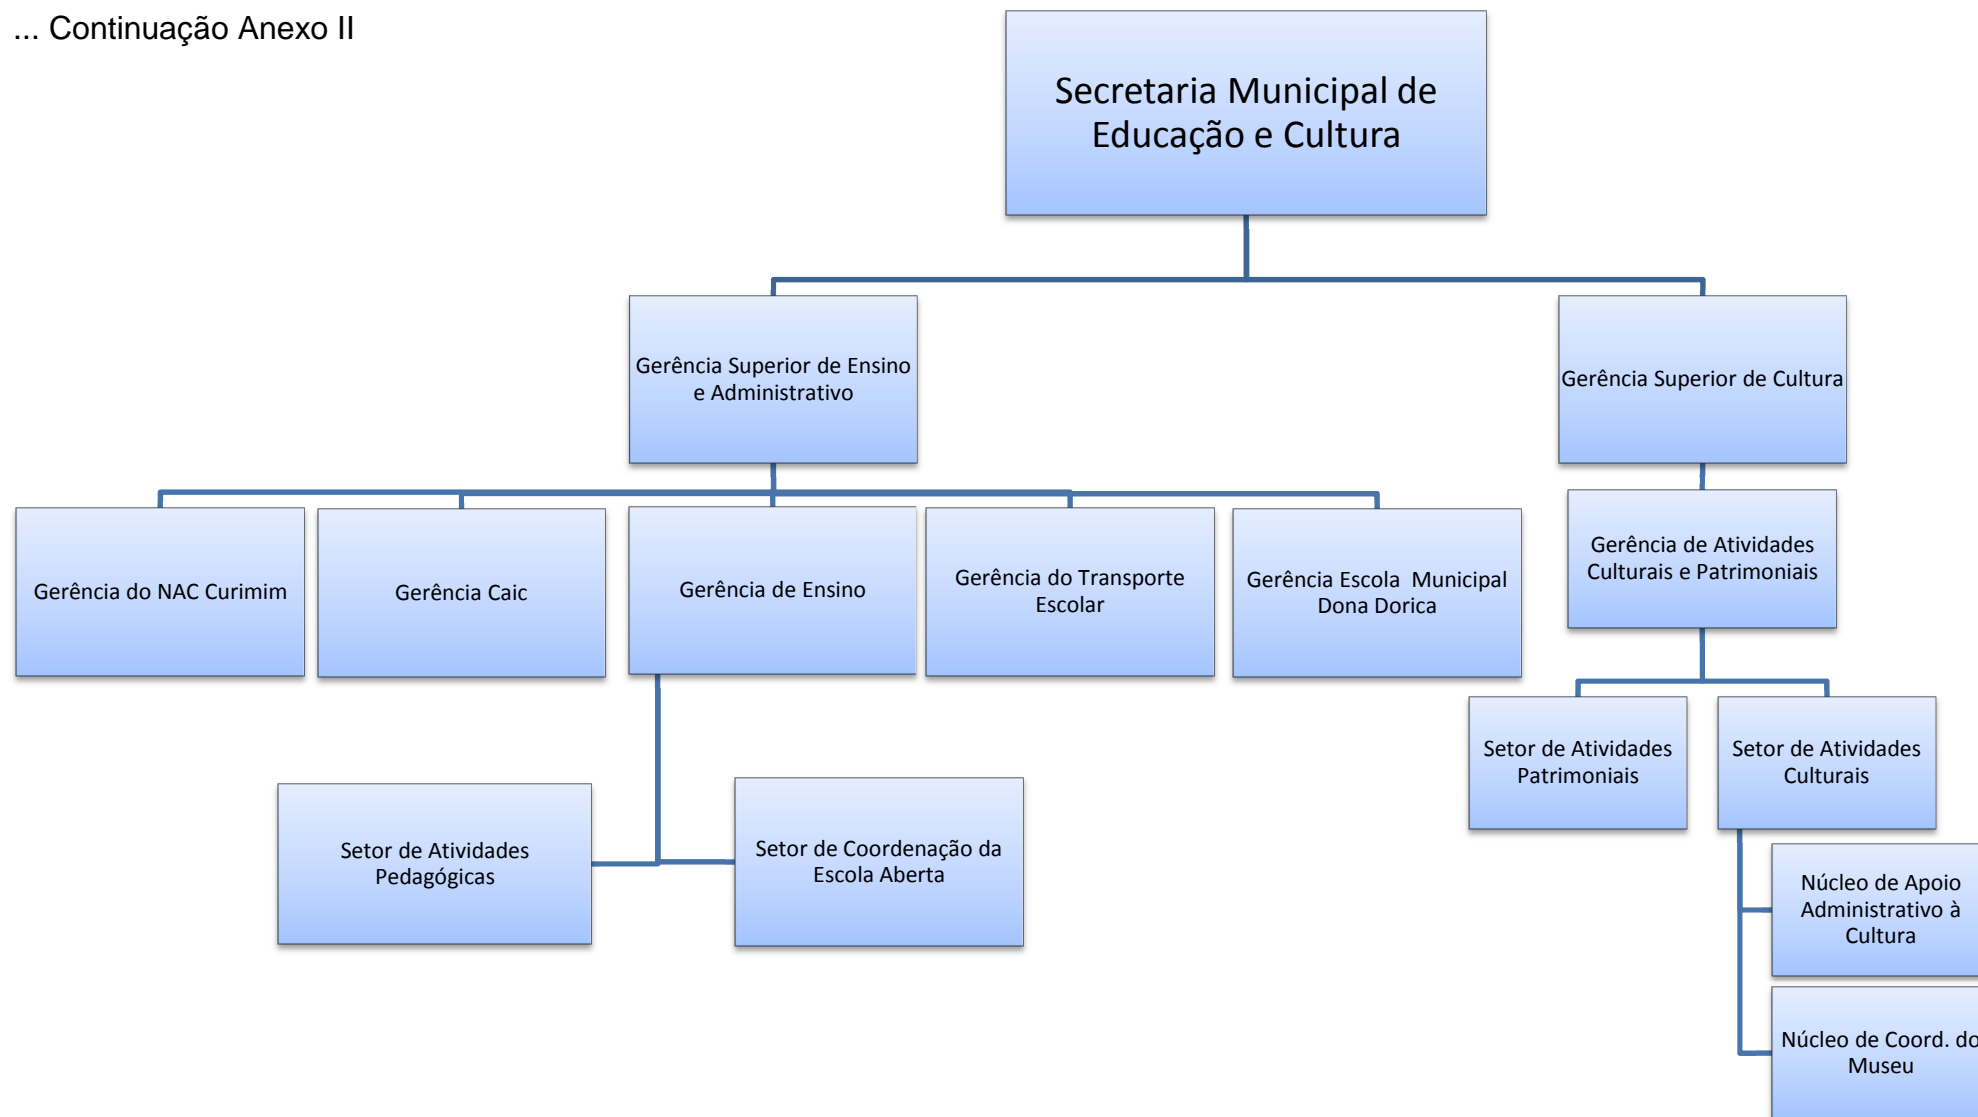 ... Continuação Anexo II
Secretaria Municipal de
Educação e Cultura
Gerência Superior de Ensino
e Administrativo
Gerência Superior de Cultura
Gerência do NAC Curimim
Gerência Caic
Gerência de Ensino
Gerência do Transporte
Escolar
Gerência Escola  Municipal
Dona Dorica
Gerência de Atividades
Culturais e Patrimoniais
Setor de Atividades
Patrimoniais
Setor de Atividades
Culturais
Setor de Atividades
Pedagógicas
Setor de Coordenação da
Escola Aberta
Núcleo de Apoio
Administrativo à
Cultura
Núcleo de Coord. do
Museu